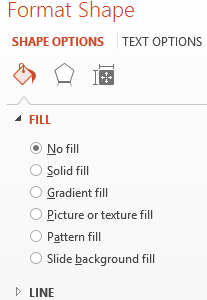 Format Shape
SHAPE OPTIONS TEXT OPTIONS
FILL
No fill
Solid fill
Gradient fill
Picture or texture fill
Pattern fill
Slide background fill
LINE